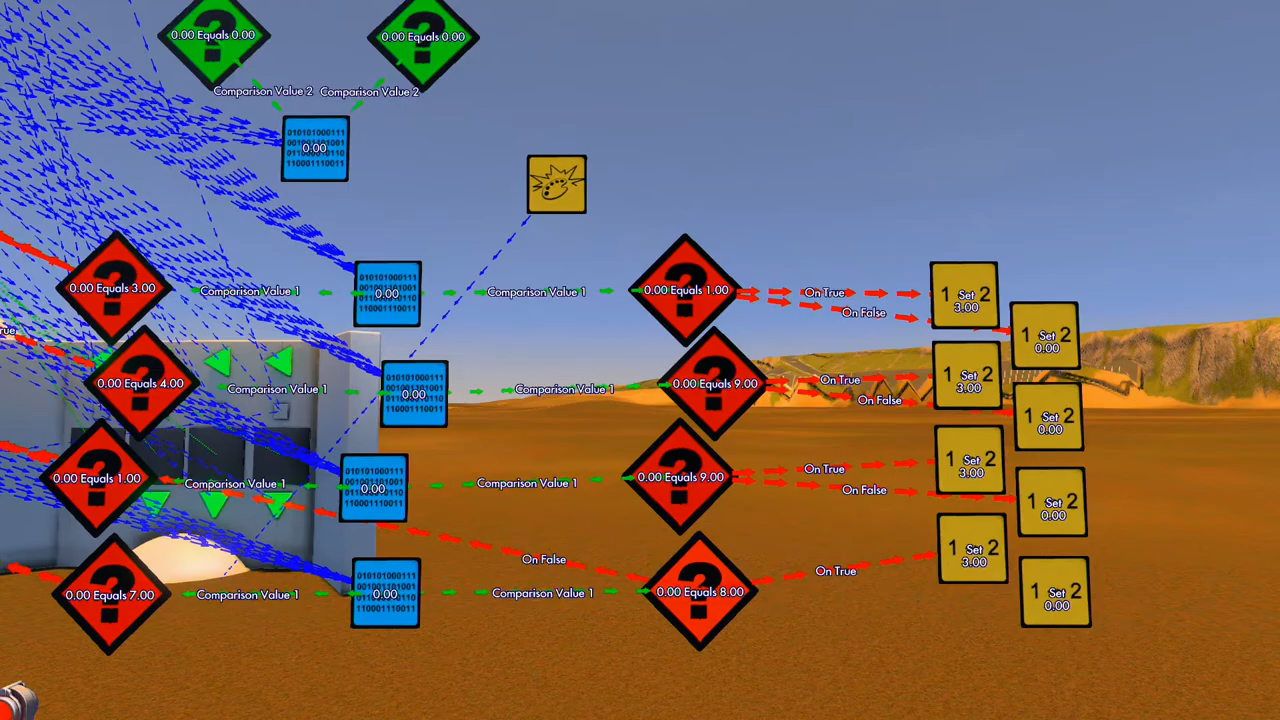 0.00 Equals 0.00
0.00 Equals 0.00
Comparison Value 2
Comparison Value 2
0.00
0.00 Equals 3.00
Comparison Value 1
0.00
Comparison Value 1
0.00 Equals 1.00
On True
On False
1 Set 2
3.00
1 Set 2
0.00
rue
0.00 Equals 4.00
Comparison Value 1
0.00
Comparison Value 1
0.00 Equals 9.00
On True
On False
1 Set 2
3.00
1 Set 2
0.00
0.00 Equals 1.00
Comparison Value 1
0.00
Comparison Value 1
0.00 Equals 9.00
On True
On False
1 Set 2
3.00
1 Set 2
0.00
0.00 Equals 7.00
Comparison Value 1
0.00
On False
Comparison Value 1
0.00 Equals 8.00
On True
1 Set 2
3.00
1 Set 2
0.00